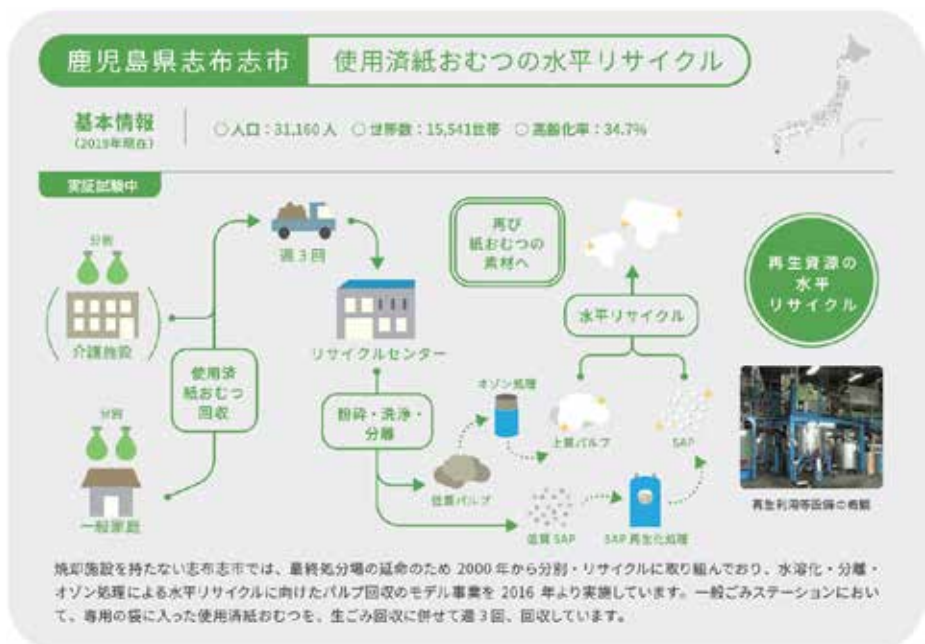 鹿児島県志布志市
使用済紙おむつの水平リサイクル
基本情報
(2019年現在)
○人口：31,160人 ○世帯数：15,541世帯 ○高齢化率：34.7%
実証試験中
分別
介護施設
週3回
使用済
紙おむつ
回収
分別
一般家庭
リサイクルセンター
粉砕・洗浄・
分離
再び
紙おむつの
素材へ
水平リサイクル
オゾン処理
低質パルプ
上質パルプ
SAP
低質SAP
SAP再生化処理
再生資源の
水平
リサイクル
再生利用等設備の概観
焼却施設を持たない志布志市では、最終処分場の延命のため2000年から分別・リサイクルに取り組んでおり、水溶化・分離・
オゾン処理による水平リサイクルに向けたパルプ回収のモデル事業を2016年より実施しています。一般ごみステーションにおい
て、専用の袋に入った使用済紙おむつを、生ごみ回収に併せて週3回、回収しています。